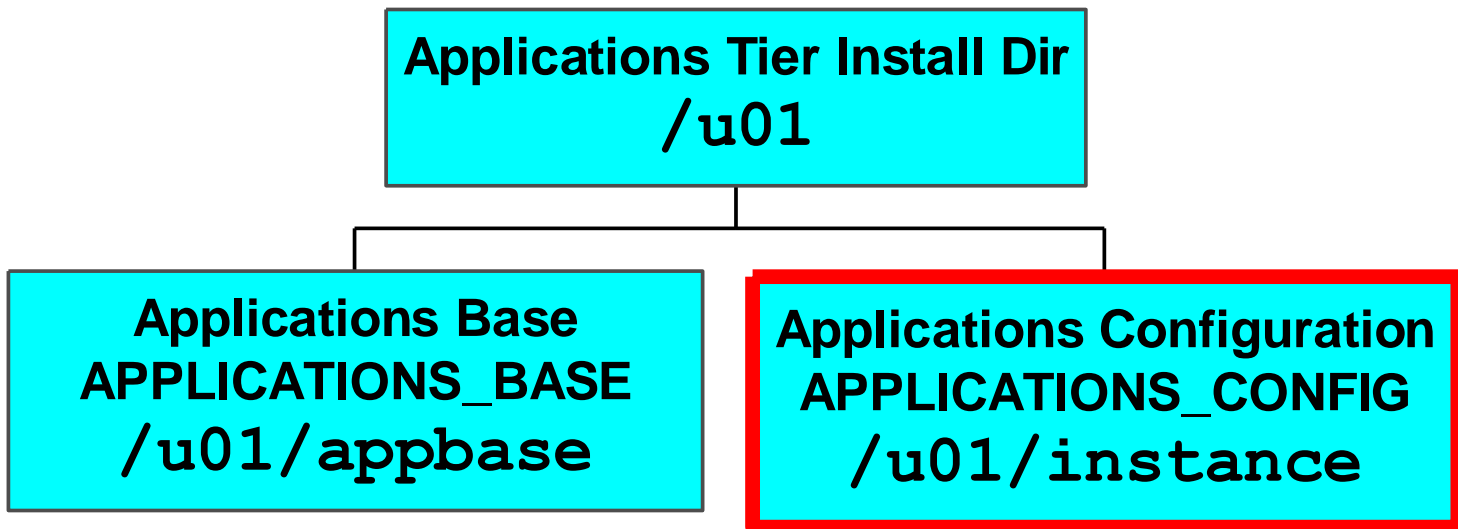 Applications Tier Install Dir
/u01
Applications Base
APPLICATIONS_BASE
/u01/appbase
Applications Configuration
APPLICATIONS_CONFIG
/u01/instance